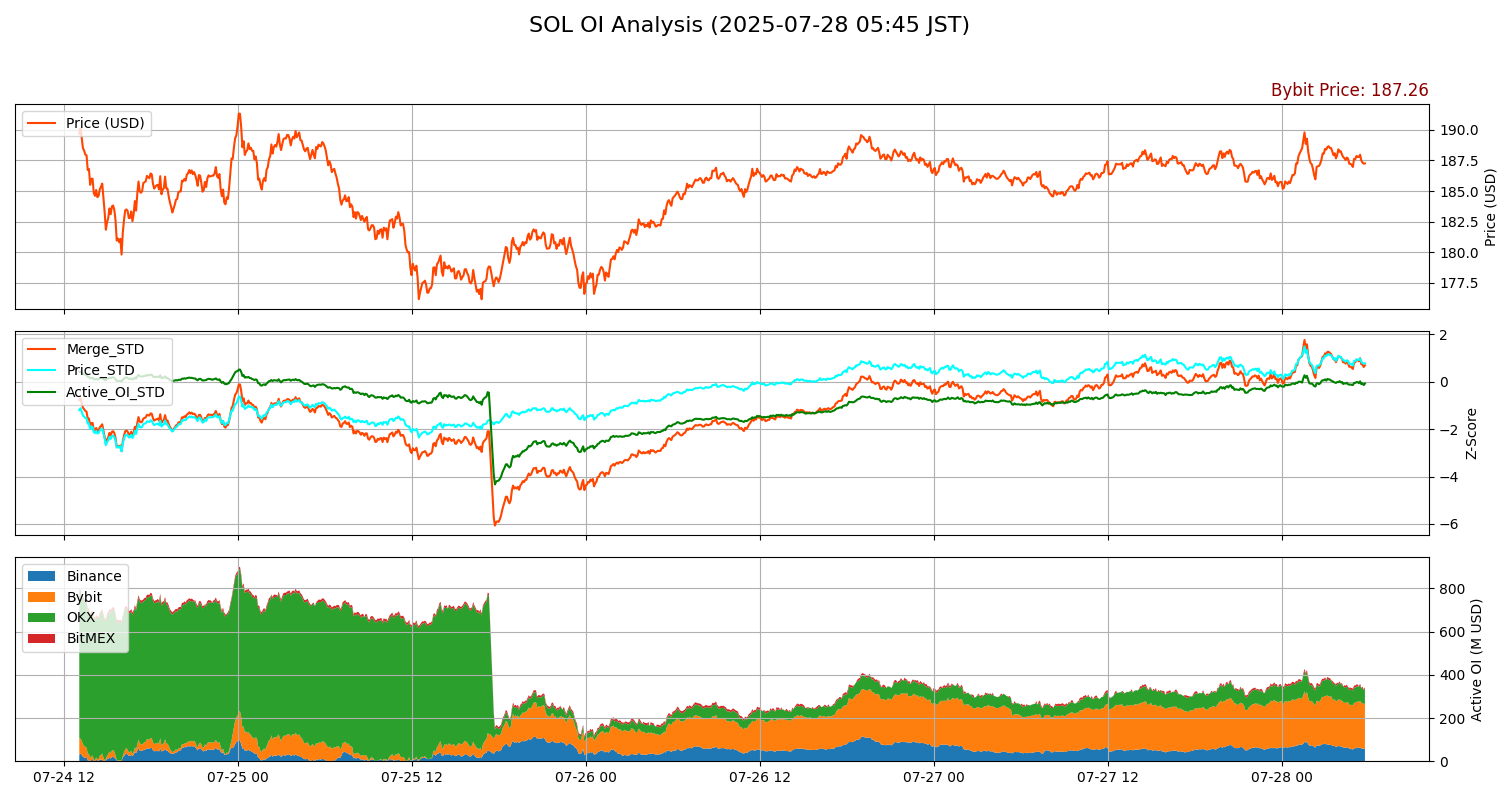 SOL OI Analysis (2025-07-28 05:45 JST)
Bybit Price: 187.26
Price (USD)
190.0
187.5
185.0
182.5
180.0
177.5
Price (USD)
Merge_STD
Price_STD
Active_OI_STD
2
0
−2
−4
−6
Z-Score
Binance
Bybit
OKX
BitMEX
800
600
400
200
0
Active OI (M USD)
07-24 12
07-25 00
07-25 12
07-26 00
07-26 12
07-27 00
07-27 12
07-28 00